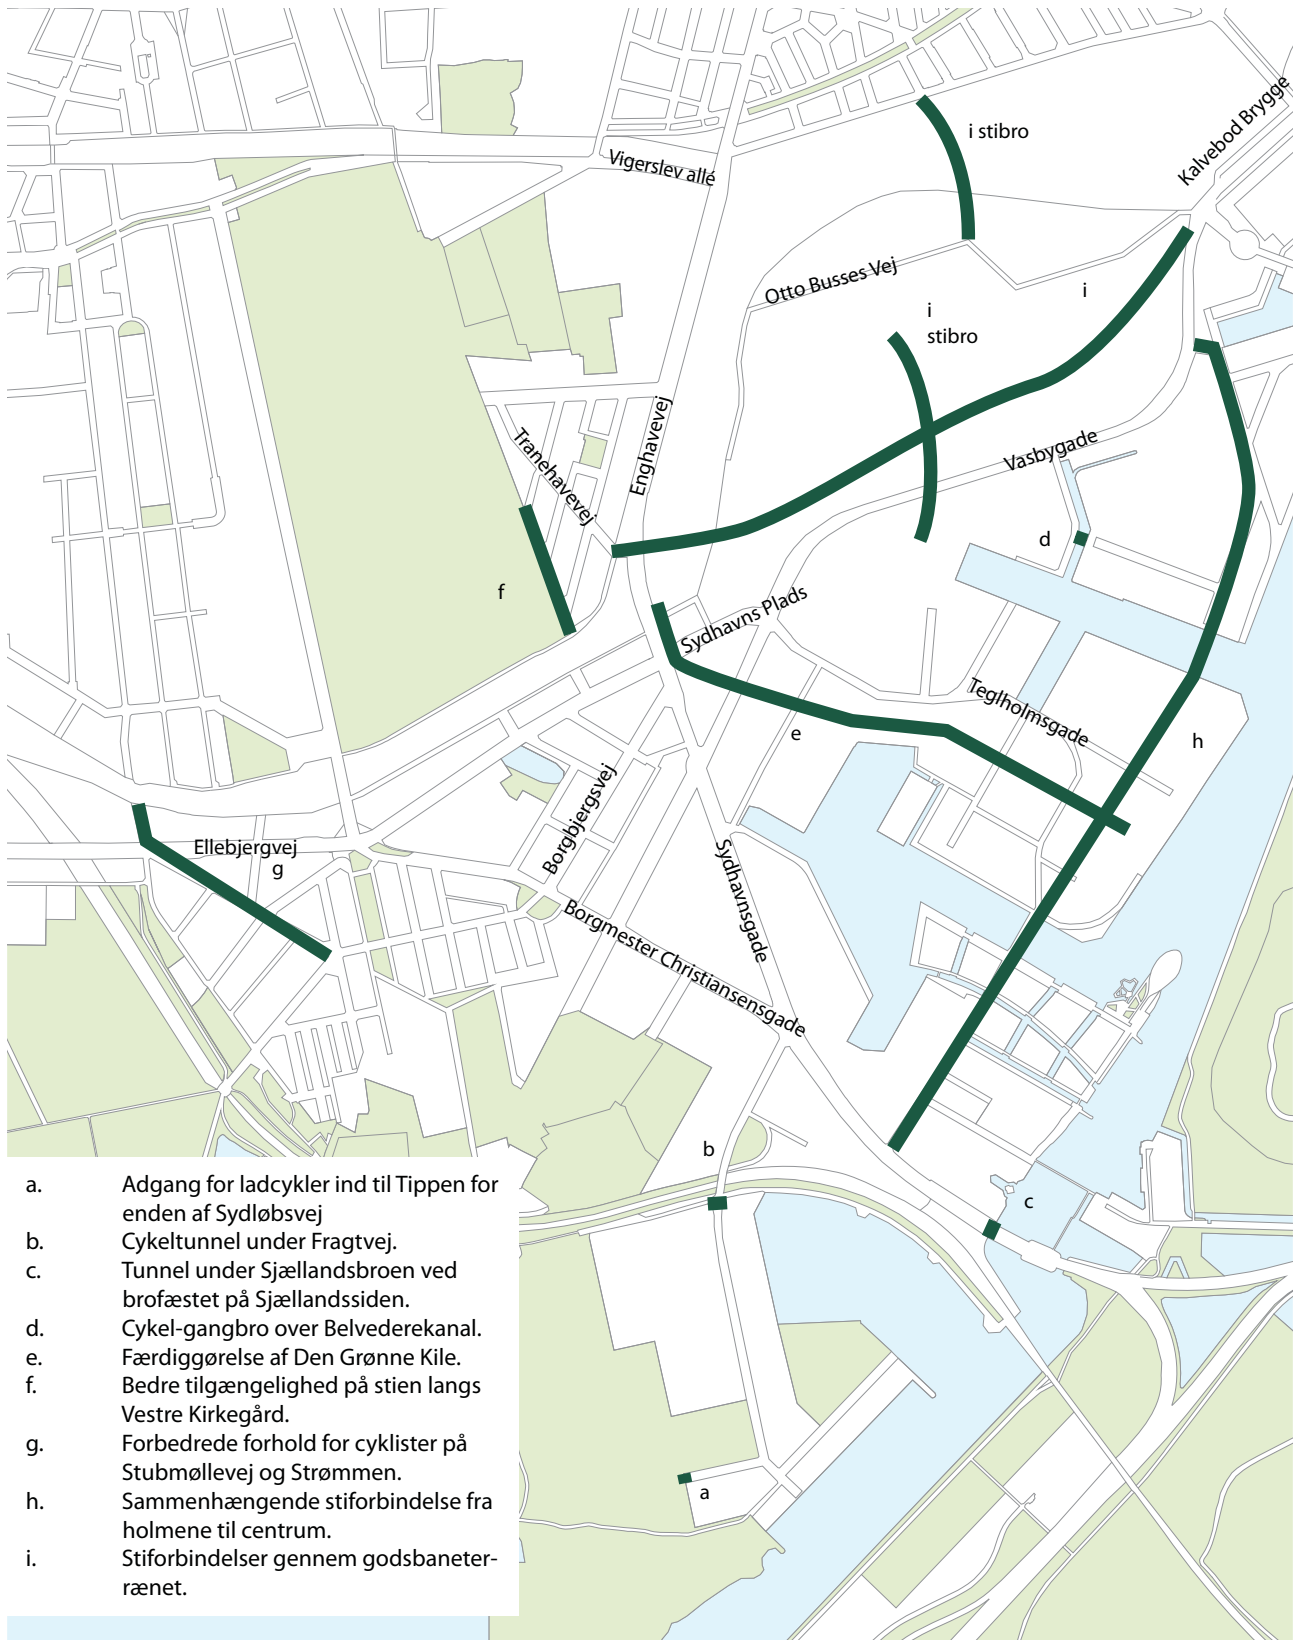 Kalvebod Brygge
i stibro
Vigerslev allé
Otto Busses Vej
i
i
stibro
Enghavevej
Tranehavevej
Vasbygade
d
f
Sydhavns Plads
Teglholmsgade
e
h
Borgbjergsvej
Ellebjergvej
g
Sydhavnsgade
Borgmester Christiansensgade
b
c
a
a. Adgang for ladcykler ind til Tippen for
enden af Sydløbsvej
b. Cykeltunnel under Fragtvej.
c. Tunnel under Sjællandsbroen ved
brofæstet på Sjællandssiden.
d. Cykel-gangbro over Belvederekanal.
e. Færdiggørelse af Den Grønne Kile.
f. Bedre tilgængelighed på stien langs
Vestre Kirkegård.
g. Forbedrede forhold for cyklister på
Stubmøllevej og Strømmen.
h. Sammenhængende stiforbindelse fra
holmene til centrum.
i. Stiforbindelser gennem godsbaneter-
rænet.